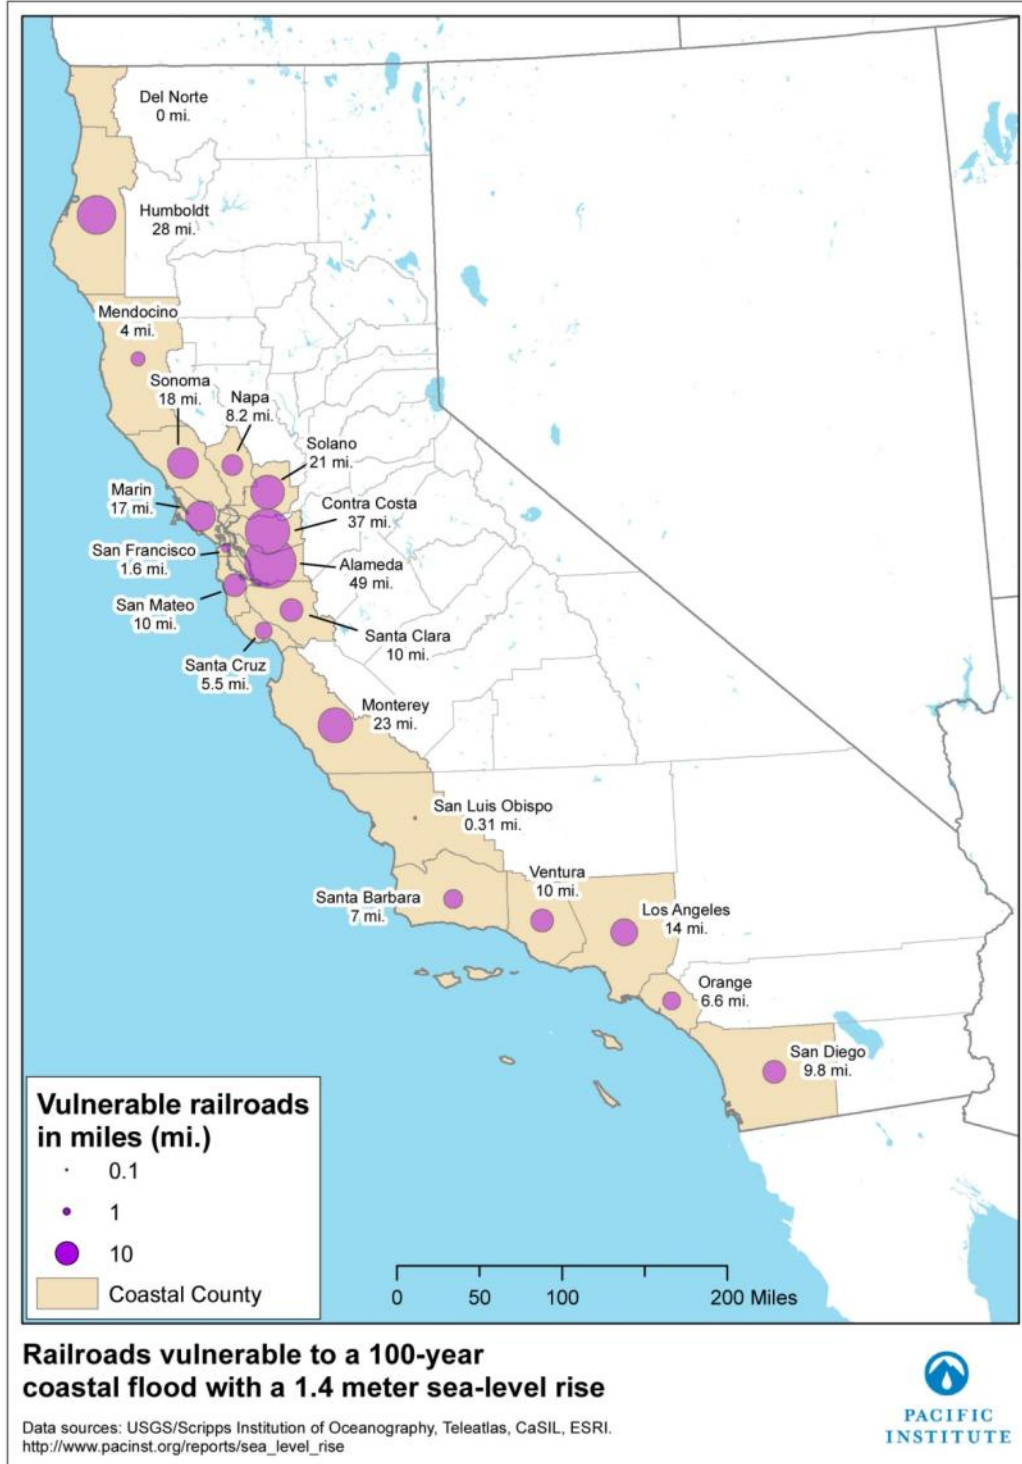 Del Norte
0 mi.
Humboldt
28 mi.
Mendocino
4 mi.
Sonoma
18 mi.
Napa
8.2 mi.
Solano
21 mi.
Marin
17 mi.
Contra Costa
37 mi.
San Francisco
1.6 mi.
Alameda
49 mi.
San Mateo
10 mi.
Santa Clara
10 mi.
Santa Cruz
5.5 mi.
Monterey
23 mi.
San Luis Obispo
0.31 mi.
Santa Barbara
7 mi.
Ventura
10 mi.
Los Angeles
14 mi.
Orange
6.6 mi.
San Diego
9.8 mi.
Vulnerable railroads
in miles (mi.)
0.1
1
10
Coastal County
0 50 100 200 Miles
Railroads vulnerable to a 100-year
coastal flood with a 1.4 meter sea-level rise
Data sources: USGS/Scripps Institution of Oceanography, Teleatlas, CaSIL, ESRI.
http://www.pacinst.org/reports/sea_level_rise
PACIFIC
INSTITUTE